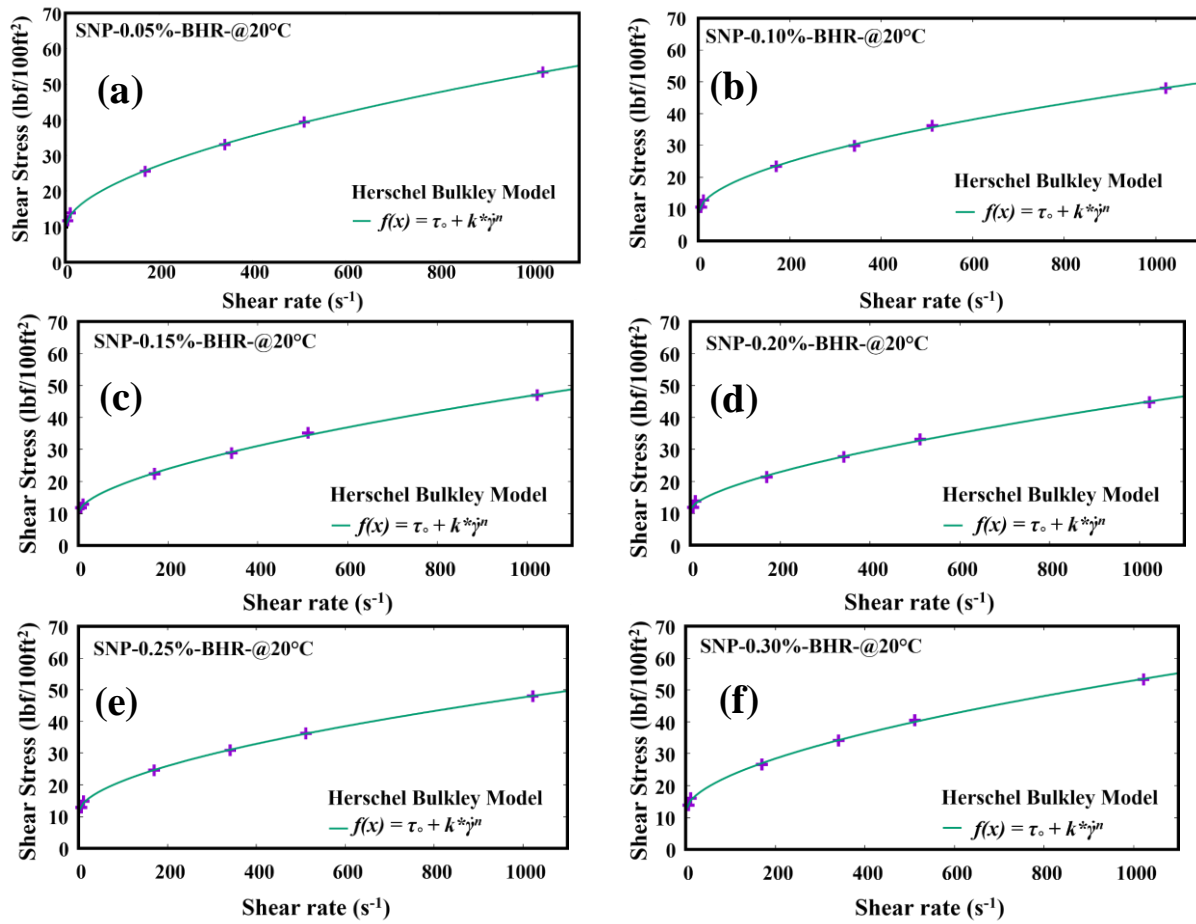 SNP-0.05%-BHR-@20°C
(a)
Shear Stress (lbf/100ft²)
70
60
50
40
30
20
10
0
Herschel Bulkley Model
f(x) = τ₀ + k*γ̇ⁿ
0 200 400 600 800 1000
Shear rate (s⁻¹)
SNP-0.10%-BHR-@20°C
(b)
Shear Stress (lbf/100ft²)
70
60
50
40
30
20
10
0
Herschel Bulkley Model
f(x) = τ₀ + k*γ̇ⁿ
0 200 400 600 800 1000
Shear rate (s⁻¹)
SNP-0.15%-BHR-@20°C
(c)
Shear Stress (lbf/100ft²)
70
60
50
40
30
20
10
0
Herschel Bulkley Model
f(x) = τ₀ + k*γ̇ⁿ
0 200 400 600 800 1000
Shear rate (s⁻¹)
SNP-0.20%-BHR-@20°C
(d)
Shear Stress (lbf/100ft²)
70
60
50
40
30
20
10
0
Herschel Bulkley Model
f(x) = τ₀ + k*γ̇ⁿ
0 200 400 600 800 1000
Shear rate (s⁻¹)
SNP-0.25%-BHR-@20°C
(e)
Shear Stress (lbf/100ft²)
70
60
50
40
30
20
10
0
Herschel Bulkley Model
f(x) = τ₀ + k*γ̇ⁿ
0 200 400 600 800 1000
Shear rate (s⁻¹)
SNP-0.30%-BHR-@20°C
(f)
Shear Stress (lbf/100ft²)
70
60
50
40
30
20
10
0
Herschel Bulkley Model
f(x) = τ₀ + k*γ̇ⁿ
0 200 400 600 800 1000
Shear rate (s⁻¹)